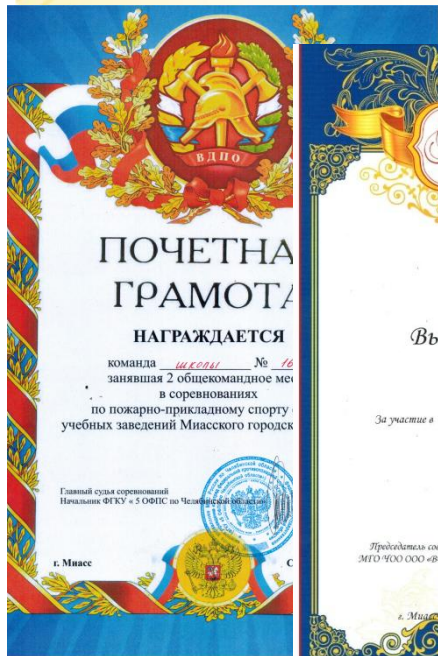 ВДПО
ПОЧЕТНА
ГРАМОТА
НАГРАЖДАЕТСЯ
команда школы № 16
занявшая 2 общекомандное мес
в соревнованиях
по пожарно-прикладному спорту
учебных заведений Миасского городск
Главный судья соревнований
Начальник ФГКУ « 5 ОФПС по Челябинской области»
г. Миасс
С
Вы
За участие в
Председатель со
МГО ЧОО ООО «В
г. Миасс